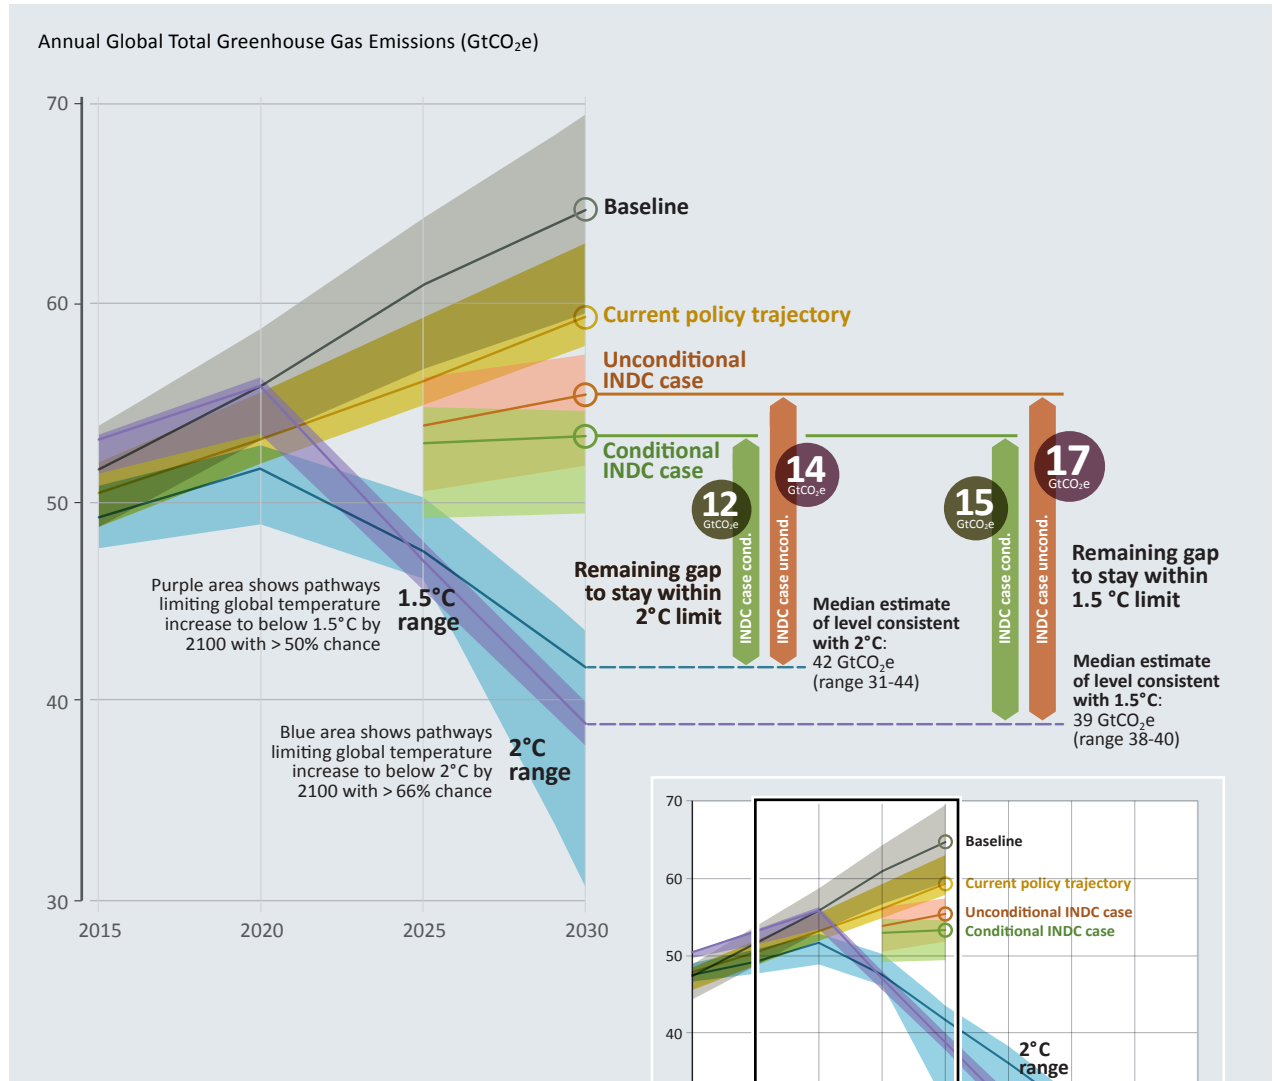 Annual Global Total Greenhouse Gas Emissions (GtCO₂e)
70
60
50
40
30
2015
2020
2025
2030
Baseline
Current policy trajectory
Unconditional
INDC case
Conditional
INDC case
12
GtCO₂e
14
GtCO₂e
15
GtCO₂e
17
GtCO₂e
INDC case cond.
INDC case uncond.
INDC case cond.
INDC case uncond.
Remaining gap
to stay within
2°C limit
Remaining gap
to stay within
1.5 °C limit
Purple area shows pathways
limiting global temperature
increase to below 1.5°C by
2100 with > 50% chance
1.5°C
range
Median estimate
of level consistent
with 2°C:
42 GtCO₂e
(range 31-44)
Median estimate
of level consistent
with 1.5°C:
39 GtCO₂e
(range 38-40)
Blue area shows pathways
limiting global temperature
increase to below 2°C by
2100 with > 66% chance
2°C
range
70
60
50
40
Baseline
Current policy trajectory
Unconditional INDC case
Conditional INDC case
2°C
range